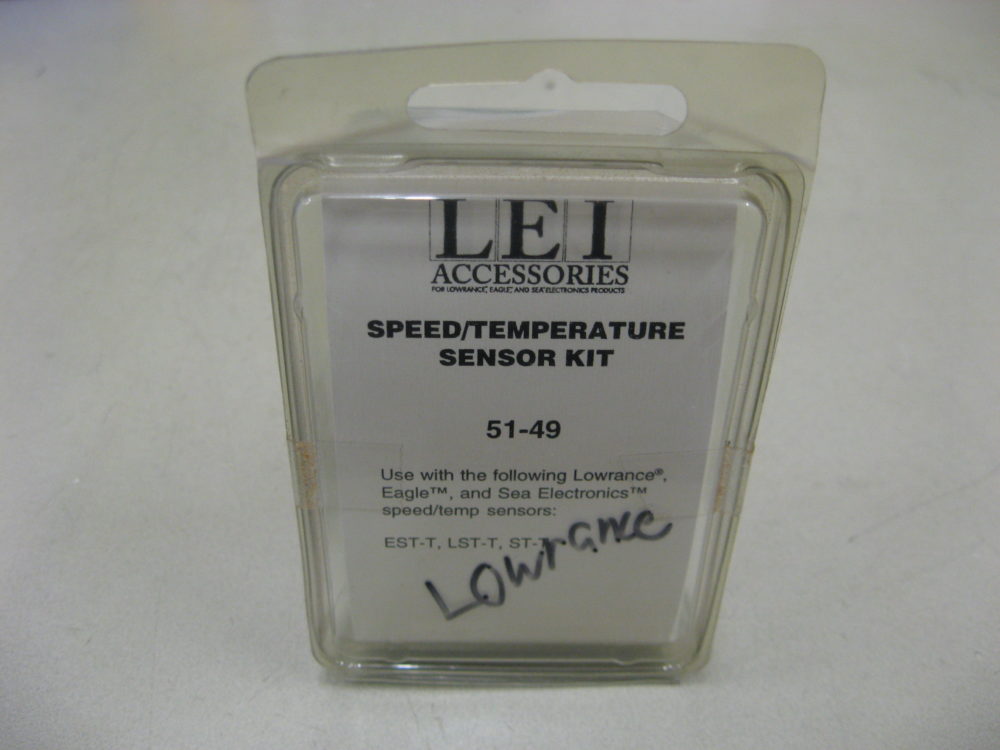 LEI
ACCESSORIES
FOR LOWRANCE, EAGLE, AND SEA ELECTRONICS PRODUCTS
SPEED/TEMPERATURE
SENSOR KIT
51-49
Use with the following Lowrance®,
Eagle™, and Sea Electronics™
speed/temp sensors:
EST-T, LST-T, ST-T
Lowrance